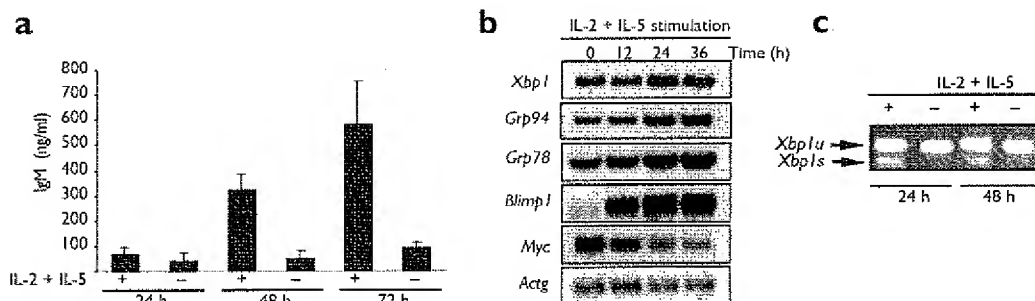 a
IgM (ng/ml)
800
700
600
500
400
300
200
100
IL-2 + IL-5
+ − + − + −
24 h 48 h 72 h
b
IL-2 + IL-5 stimulation
0 12 24 36 Time (h)
Xbp1
Grp94
Grp78
Blimp1
Myc
Actg
c
IL-2 + IL-5
+ − + −
Xbp1u
Xbp1s
24 h 48 h